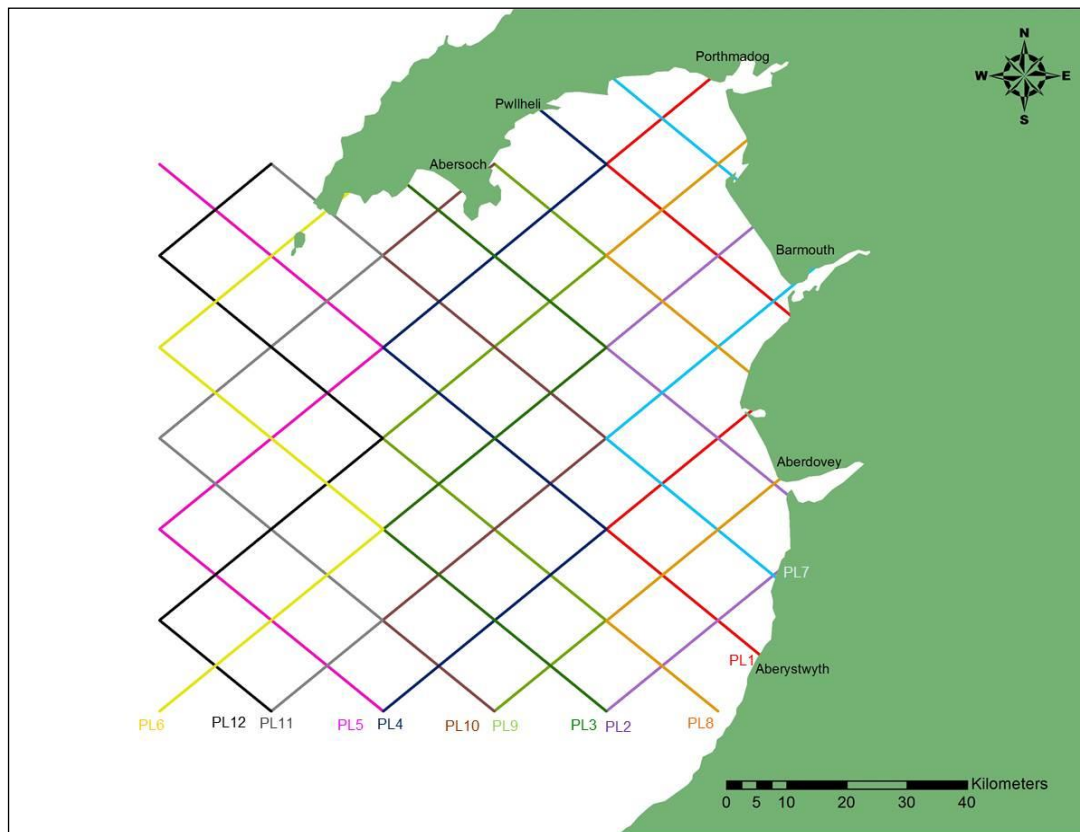 Porthmadog
N
W E
S
Pwllheli
Abersoch
Barmouth
Aberdovey
PL7
PL1
Aberystwyth
PL6 PL12 PL11 PL5 PL4 PL10 PL9 PL3 PL2 PL8
Kilometers
0 5 10 20 30 40